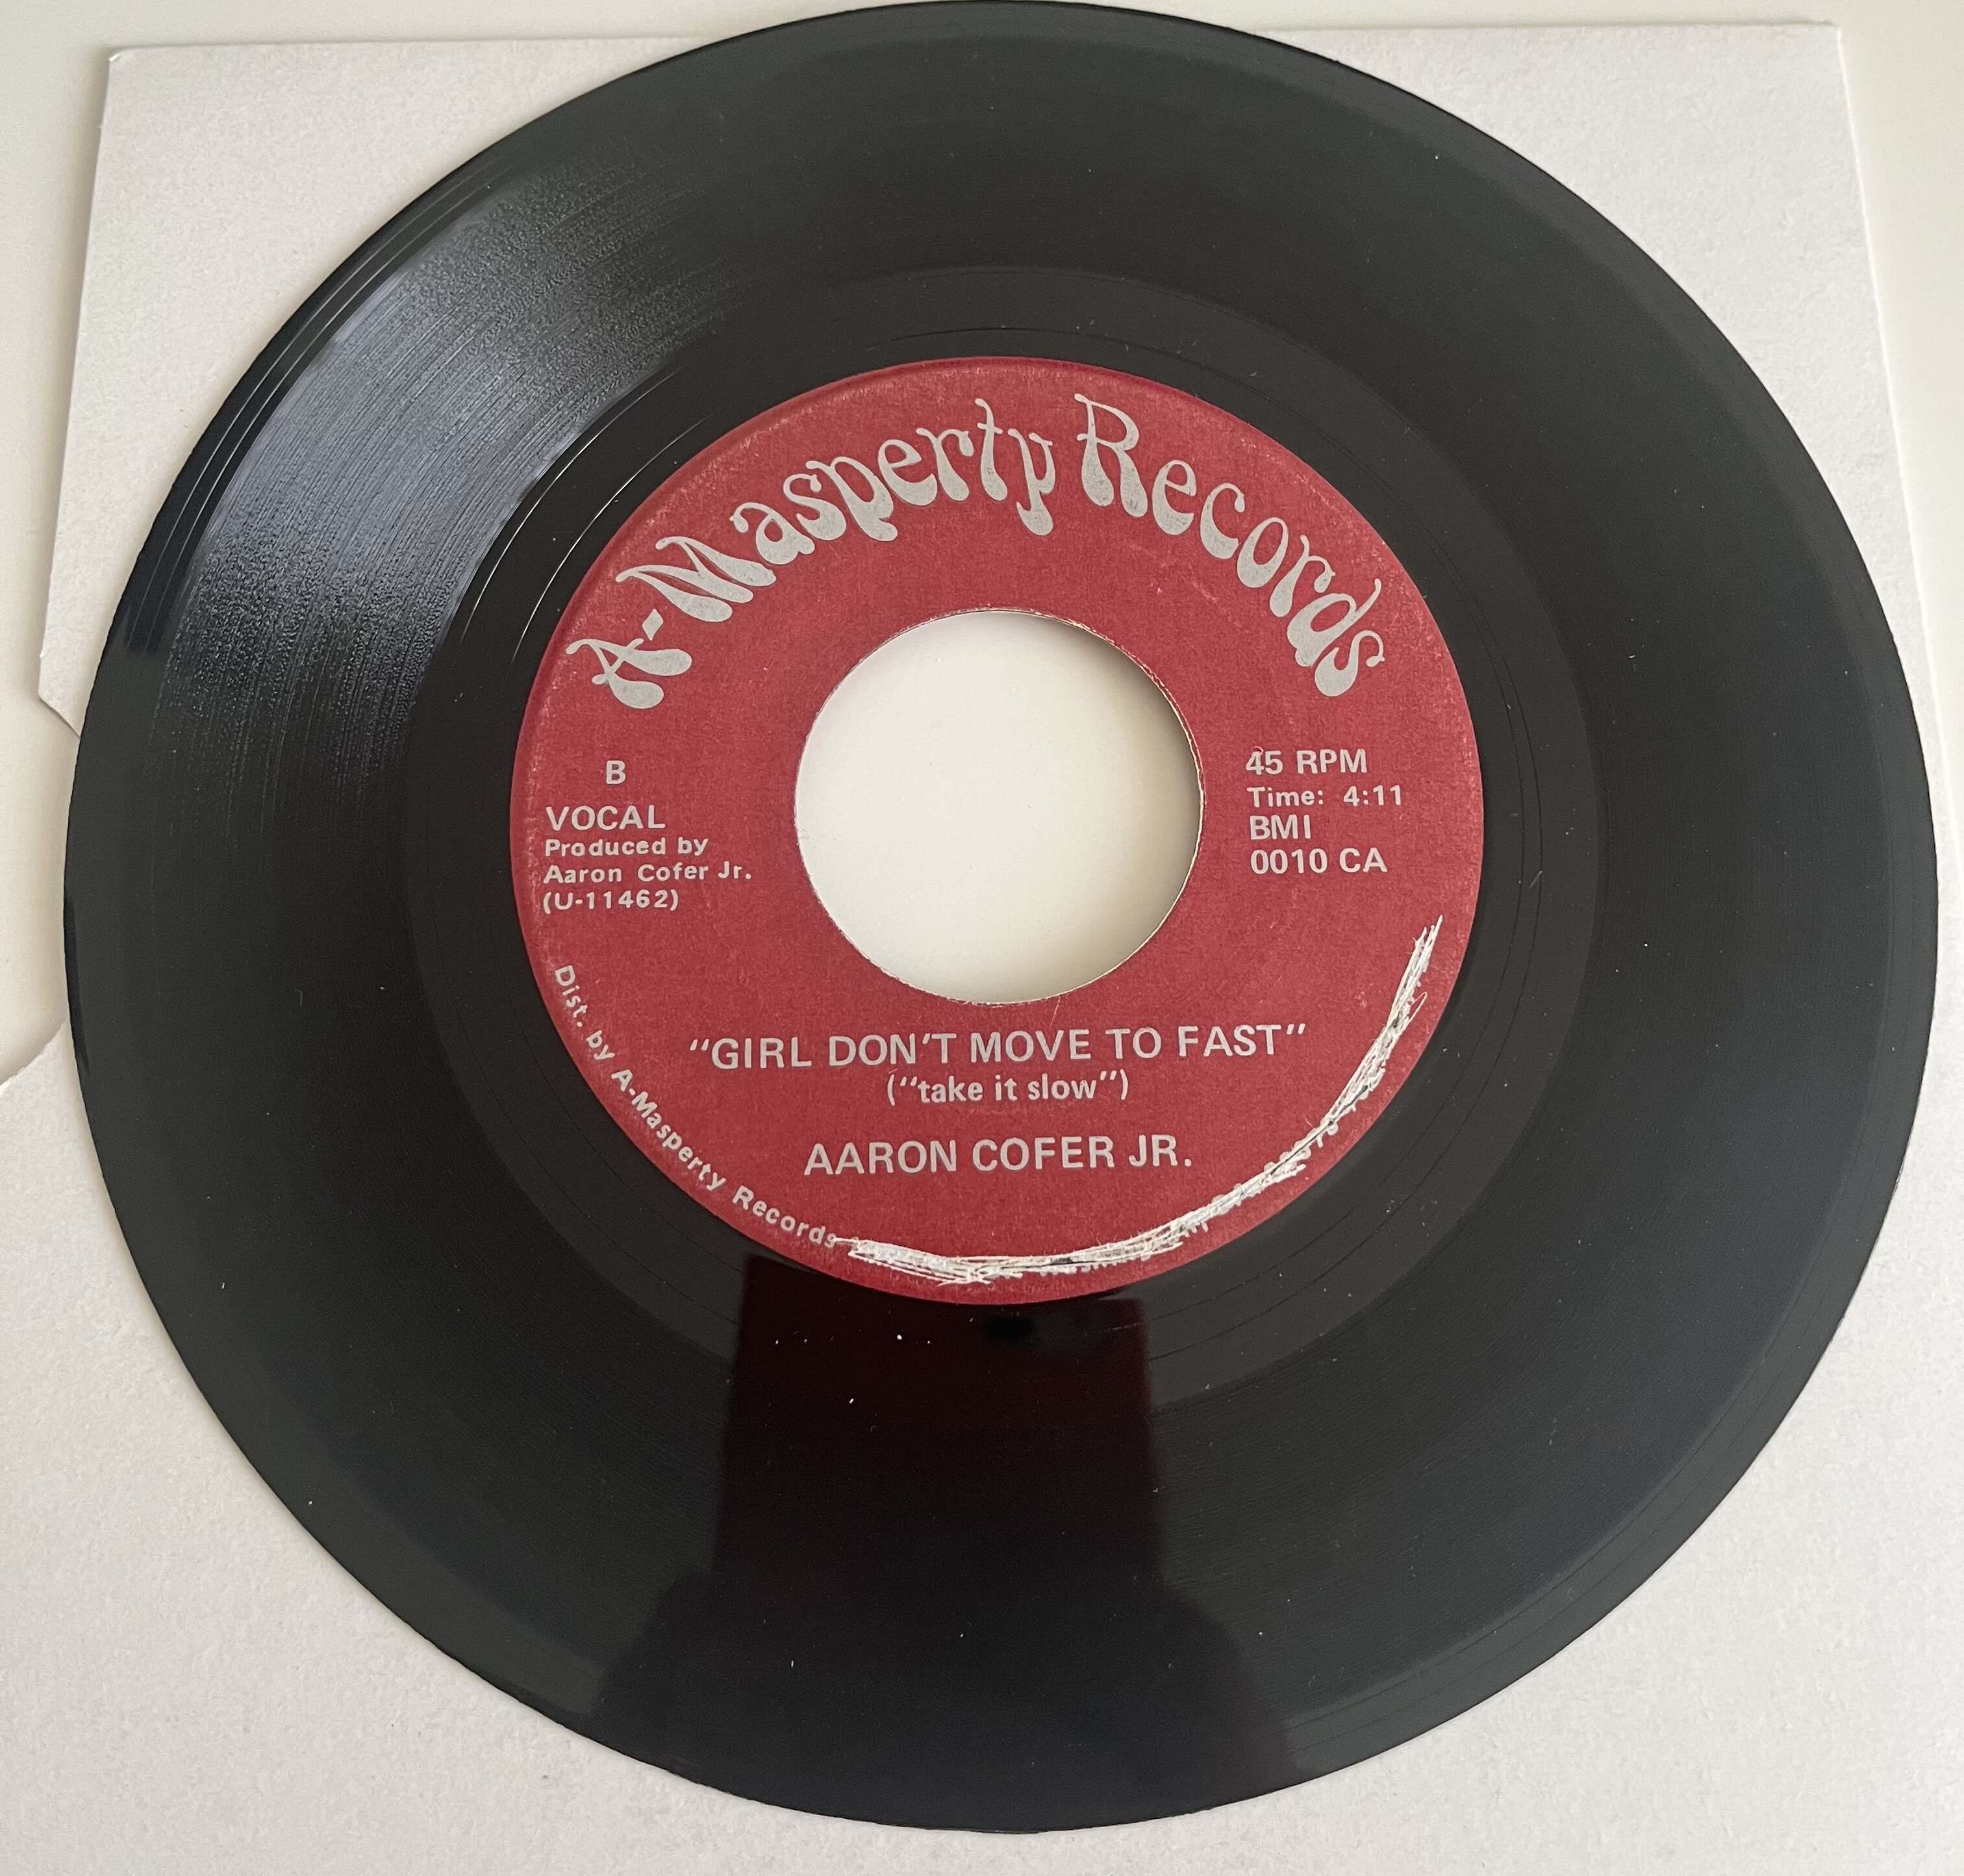 A-Masperty Records
B
VOCAL
Produced by
Aaron Cofer Jr.
(U-11462)
45 RPM
Time: 4:11
BMI
0010 CA
"GIRL DON'T MOVE TO FAST"
("take it slow")
AARON COFER JR.
Dist. by A-Masperty Records